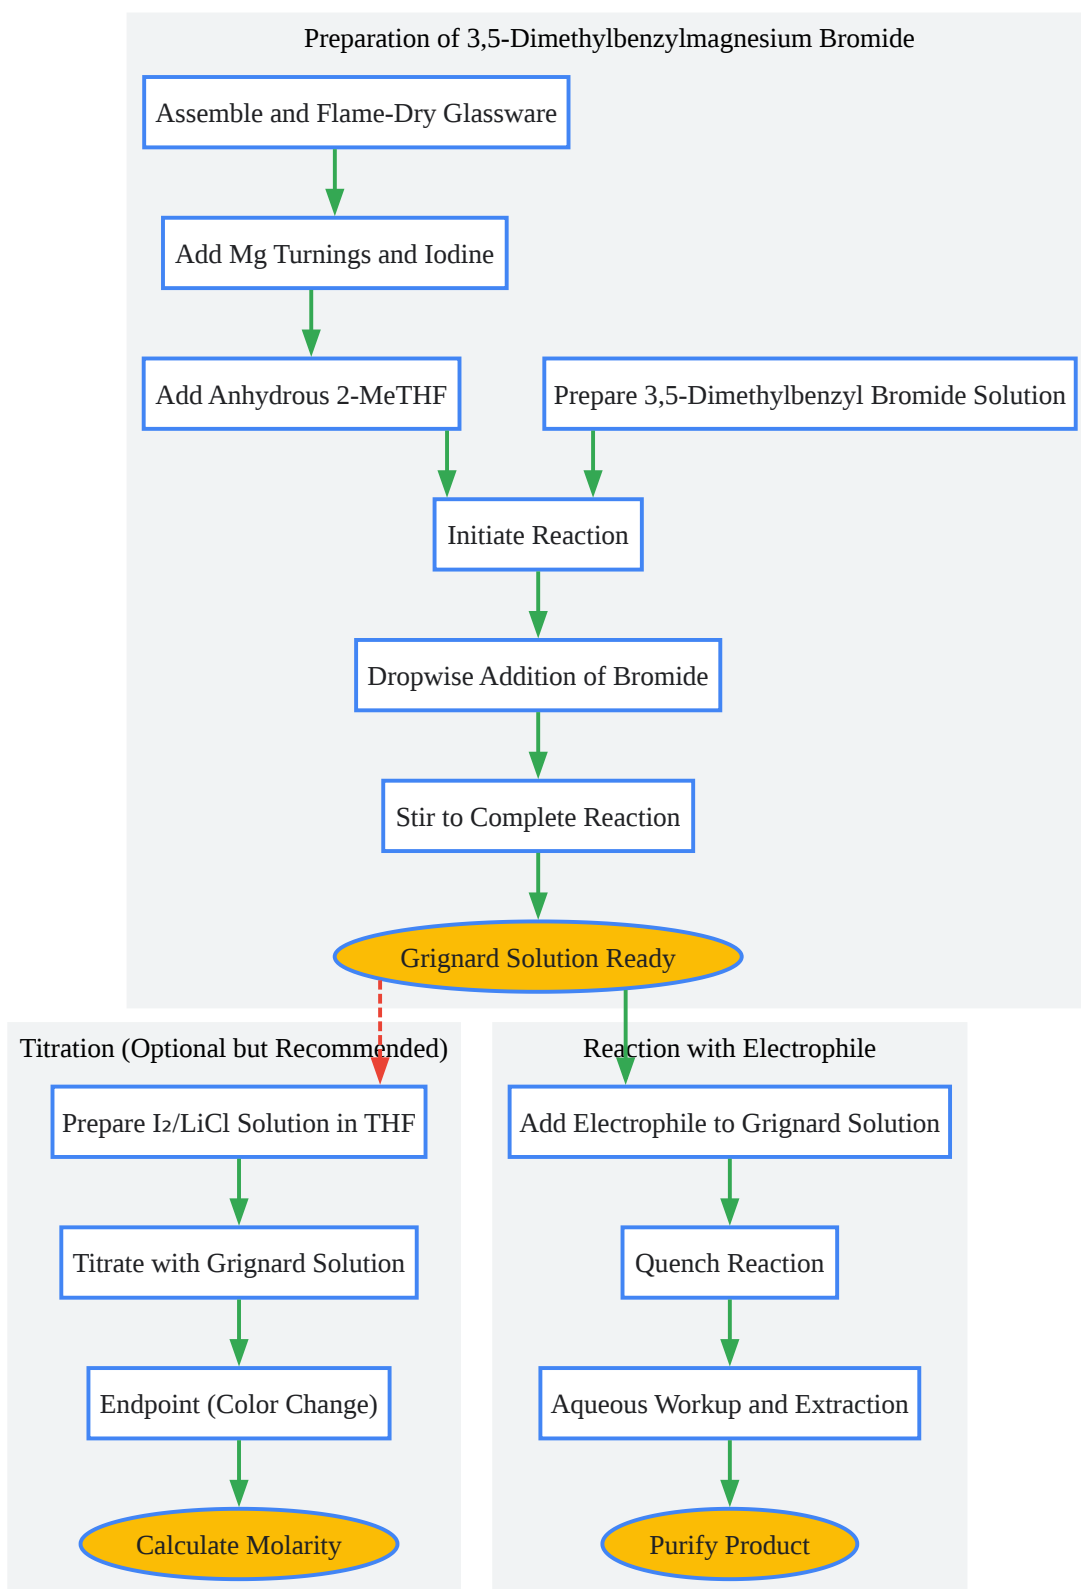 Preparation of 3,5-Dimethylbenzylmagnesium Bromide
Assemble and Flame-Dry Glassware
Add Mg Turnings and Iodine
Add Anhydrous 2-MeTHF
Prepare 3,5-Dimethylbenzyl Bromide Solution
Initiate Reaction
Dropwise Addition of Bromide
Stir to Complete Reaction
Grignard Solution Ready
Titration (Optional but Recommended)
Prepare I₂/LiCl Solution in THF
Titrate with Grignard Solution
Endpoint (Color Change)
Calculate Molarity
Reaction with Electrophile
Add Electrophile to Grignard Solution
Quench Reaction
Aqueous Workup and Extraction
Purify Product